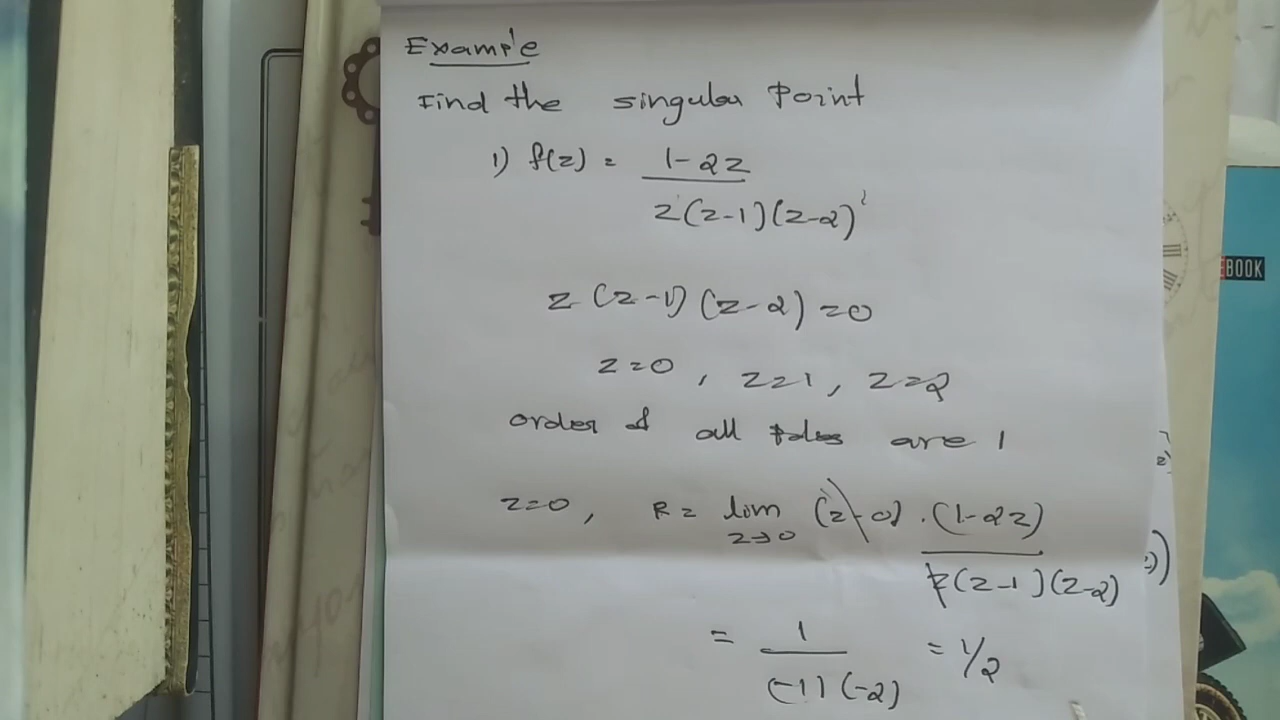 Example
Find the singular Point
1) f(z) = 1-2z / z(z-1)(z-2)
z (z-1) (z-2) = 0
z=0, z=1, z=2
order of all poles are 1
z=0, R = lim z→0 (z-0) . (1-2z) / z(z-1)(z-2)
= 1 / (-1) (-2) = 1/2
BOOK